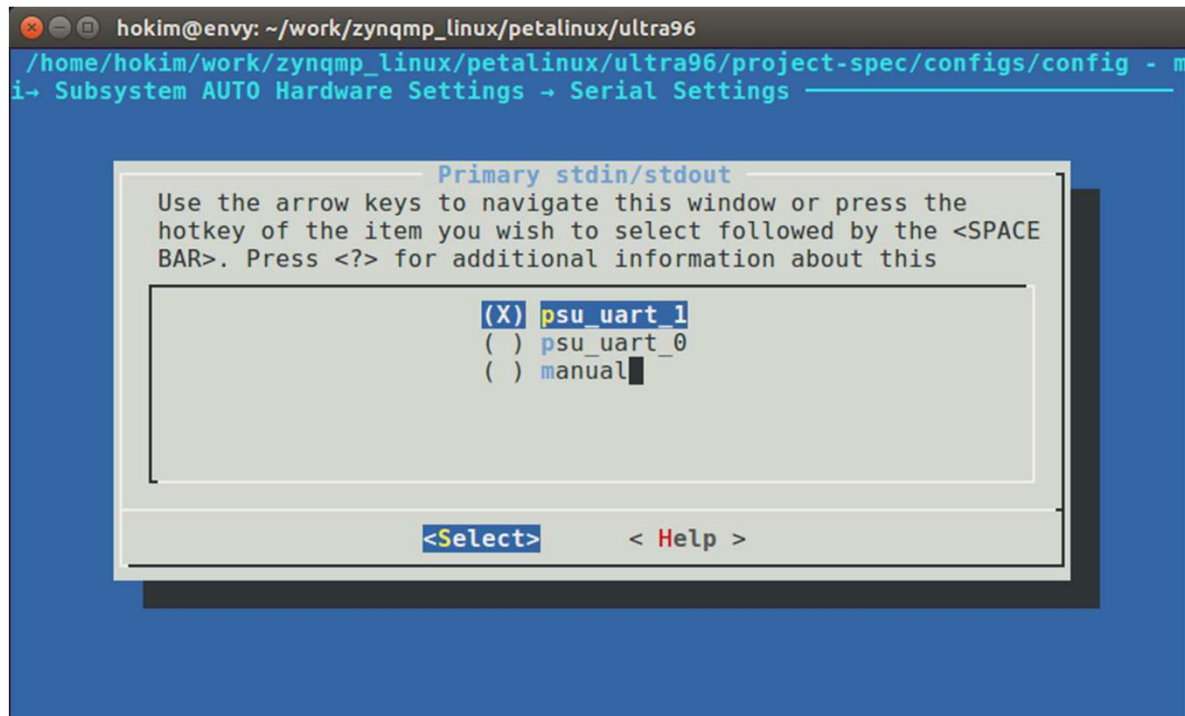 hokim@envy: ~/work/zynqmp_linux/petalinux/ultra96
/home/hokim/work/zynqmp_linux/petalinux/ultra96/project-spec/configs/config - m
i→ Subsystem AUTO Hardware Settings → Serial Settings
Primary stdin/stdout
Use the arrow keys to navigate this window or press the
hotkey of the item you wish to select followed by the <SPACE
BAR>. Press <?> for additional information about this
(X) psu_uart_1
( ) psu_uart_0
( ) manual
<Select> < Help >